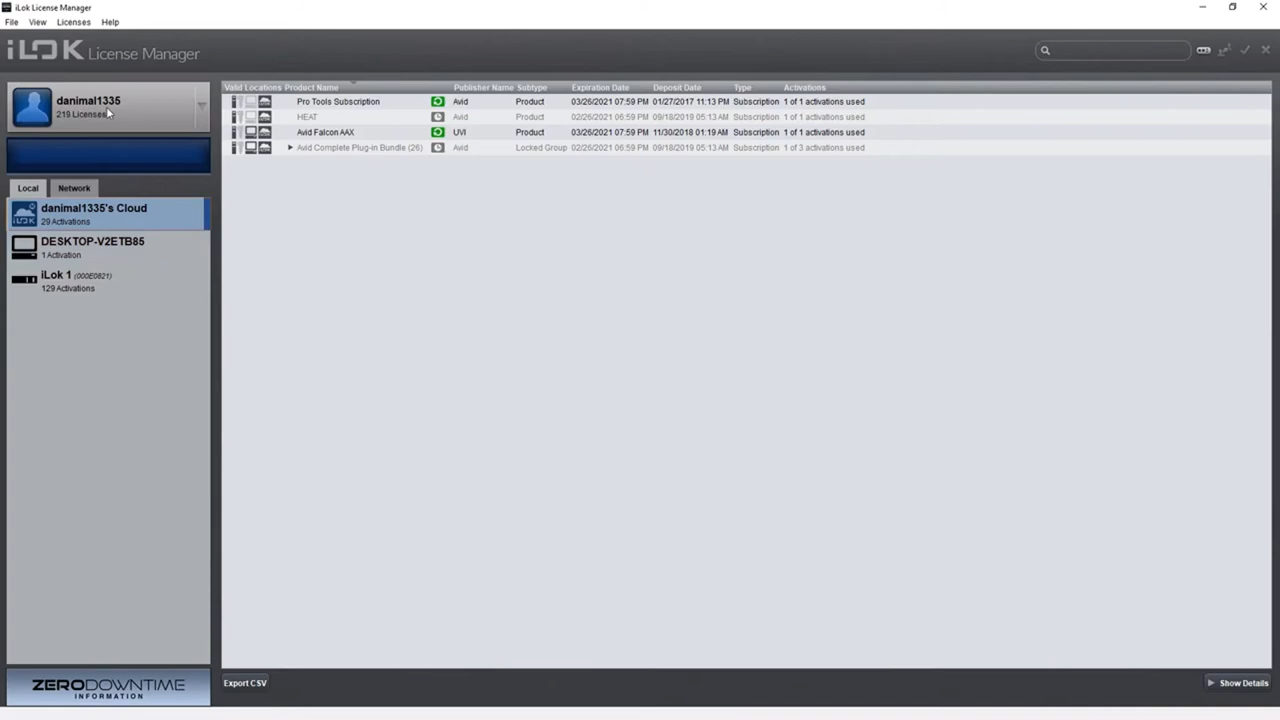 iLok License Manager
File View Licenses Help
iLOK License Manager
danimal1335
219 Licenses
Local Network
danimal1335's Cloud
29 Activations
DESKTOP-V2ETB85
1 Activation
iLok 1 (000E0821)
129 Activations
ZERODOWNTIME
INFORMATION
Valid Locations Product Name Publisher Name Subtype Expiration Date Deposit Date Type Activations
Pro Tools Subscription Avid Product 03/26/2021 07:59 PM 01/27/2017 11:13 PM Subscription 1 of 1 activations used
HEAT Avid Product 02/26/2021 06:59 PM 09/18/2019 05:13 AM Subscription 1 of 1 activations used
Avid Falcon AAX UVI Product 03/26/2021 07:59 PM 11/30/2018 01:19 AM Subscription 1 of 1 activations used
Avid Complete Plug-in Bundle (26) Avid Locked Group 02/26/2021 06:59 PM 09/18/2019 05:13 AM Subscription 1 of 3 activations used
Export CSV Show Details